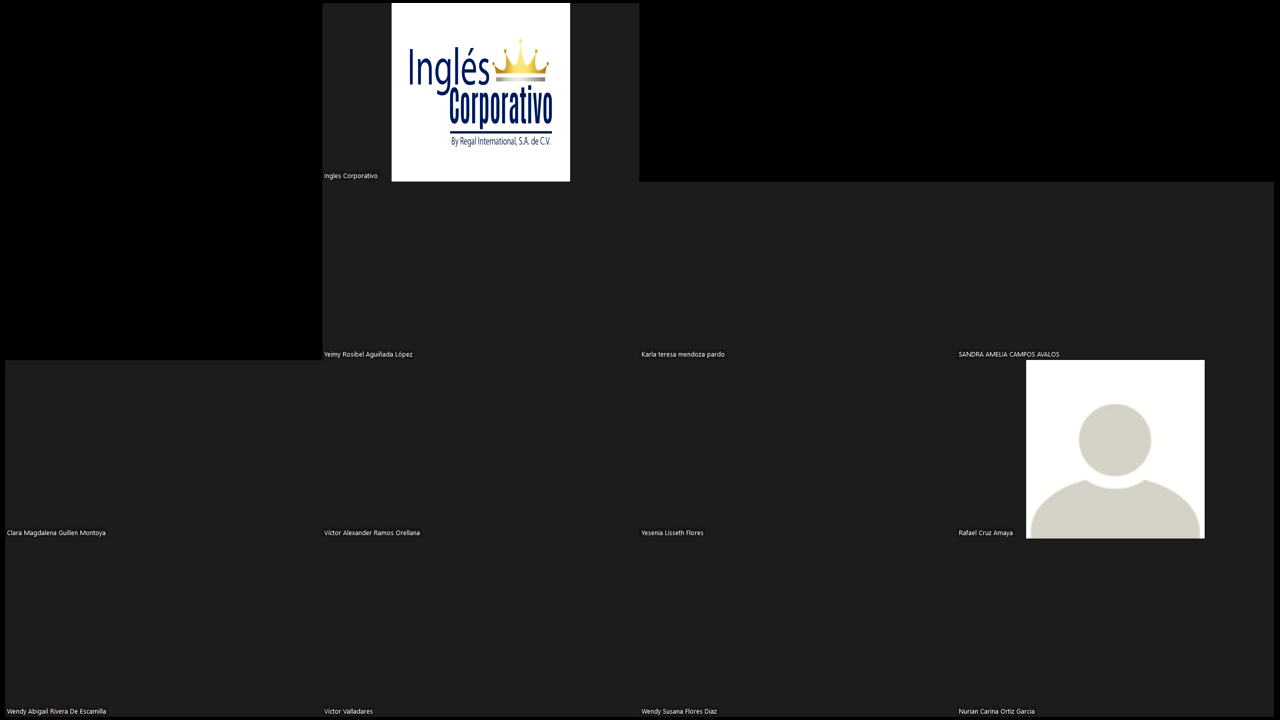 Inglés
Corporativo
By Regal International, S.A. de C.V.
Ingles Corporativo
Yeimy Rosibel Aguiñada López
Karla teresa mendoza pardo
SANDRA AMELIA CAMPOS AVALOS
Clara Magdalena Guillen Montoya
Víctor Alexander Ramos Orellana
Yesenia Lisseth Flores
Rafael Cruz Amaya
Wendy Abigail Rivera De Escamilla
Victor Valladares
Wendy Susana Flores Diaz
Nurian Carina Ortiz Garcia